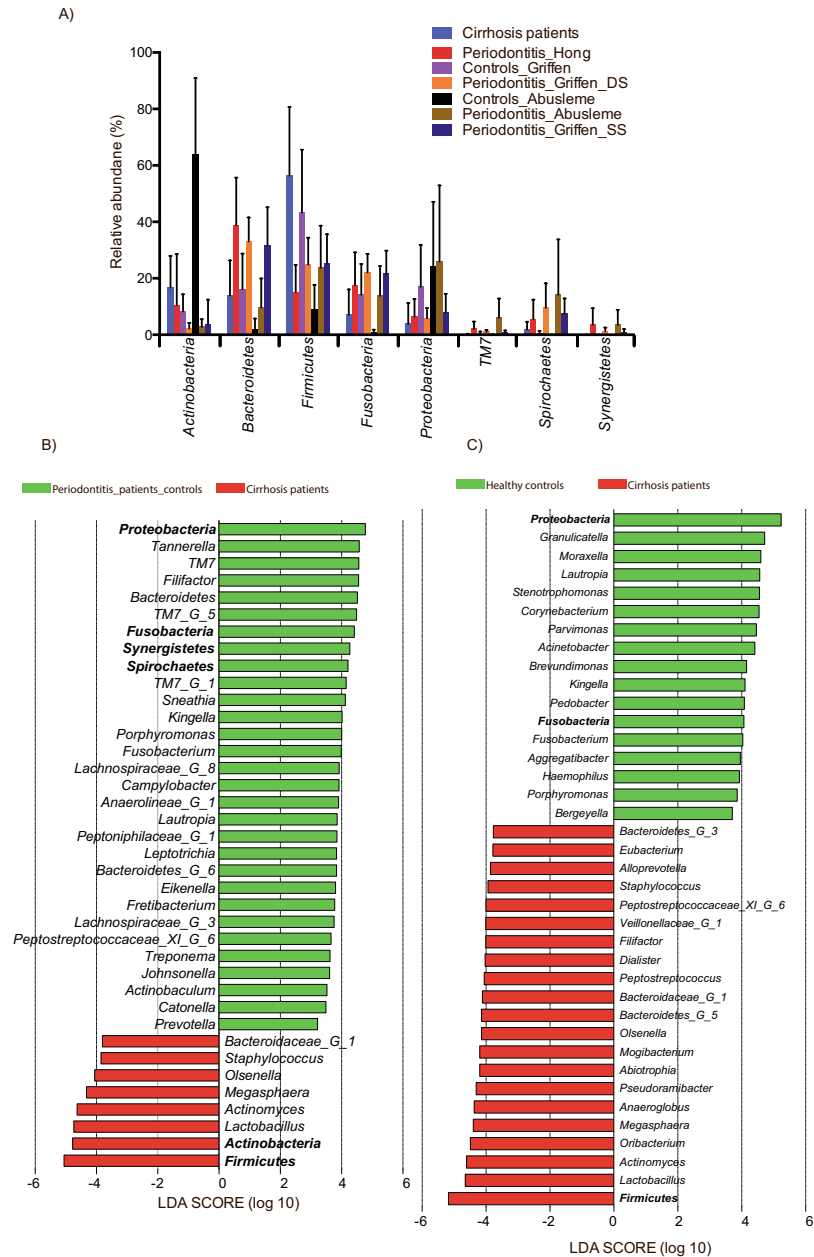 A)
Cirrhosis patients
Periodontitis_Hong
Controls_Griffen
Periodontitis_Griffen_DS
Controls_Abusleme
Periodontitis_Abusleme
Periodontitis_Griffen_SS
Relative abundane (%)
100
80
60
40
20
0
Actinobacteria
Bacteroidetes
Firmicutes
Fusobacteria
Proteobacteria
TM7
Spirochaetes
Synergistetes
B)
Periodontitis_patients_controls
Cirrhosis patients
Proteobacteria
Tannerella
TM7
Filifactor
Bacteroidetes
TM7_G_5
Fusobacteria
Synergistetes
Spirochaetes
TM7_G_1
Sneathia
Kingella
Porphyromonas
Fusobacterium
Lachnospiraceae_G_8
Campylobacter
Anaerolineae_G_1
Lautropia
Peptoniphilaceae_G_1
Leptotrichia
Bacteroidetes_G_6
Eikenella
Fretibacterium
Lachnospiraceae_G_3
Peptostreptococcaceae_XI_G_6
Treponema
Johnsonella
Actinobaculum
Catonella
Prevotella
Bacteroidaceae_G_1
Staphylococcus
Olsenella
Megasphaera
Actinomyces
Lactobacillus
Actinobacteria
Firmicutes
-6 -4 -2 0 2 4 6
LDA SCORE (log 10)
C)
Healthy controls
Cirrhosis patients
Proteobacteria
Granulicatella
Moraxella
Lautropia
Stenotrophomonas
Corynebacterium
Parvimonas
Acinetobacter
Brevundimonas
Kingella
Pedobacter
Fusobacteria
Fusobacterium
Aggregatibacter
Haemophilus
Porphyromonas
Bergeyella
Bacteroidetes_G_3
Eubacterium
Alloprevotella
Staphylococcus
Peptostreptococcaceae_XI_G_6
Veillonellaceae_G_1
Filifactor
Dialister
Peptostreptococcus
Bacteroidaceae_G_1
Bacteroidetes_G_5
Olsenella
Mogibacterium
Abiotrophia
Pseudoramibacter
Anaeroglobus
Megasphaera
Oribacterium
Actinomyces
Lactobacillus
Firmicutes
-6 -4 -2 0 2 4 6
LDA SCORE (log 10)